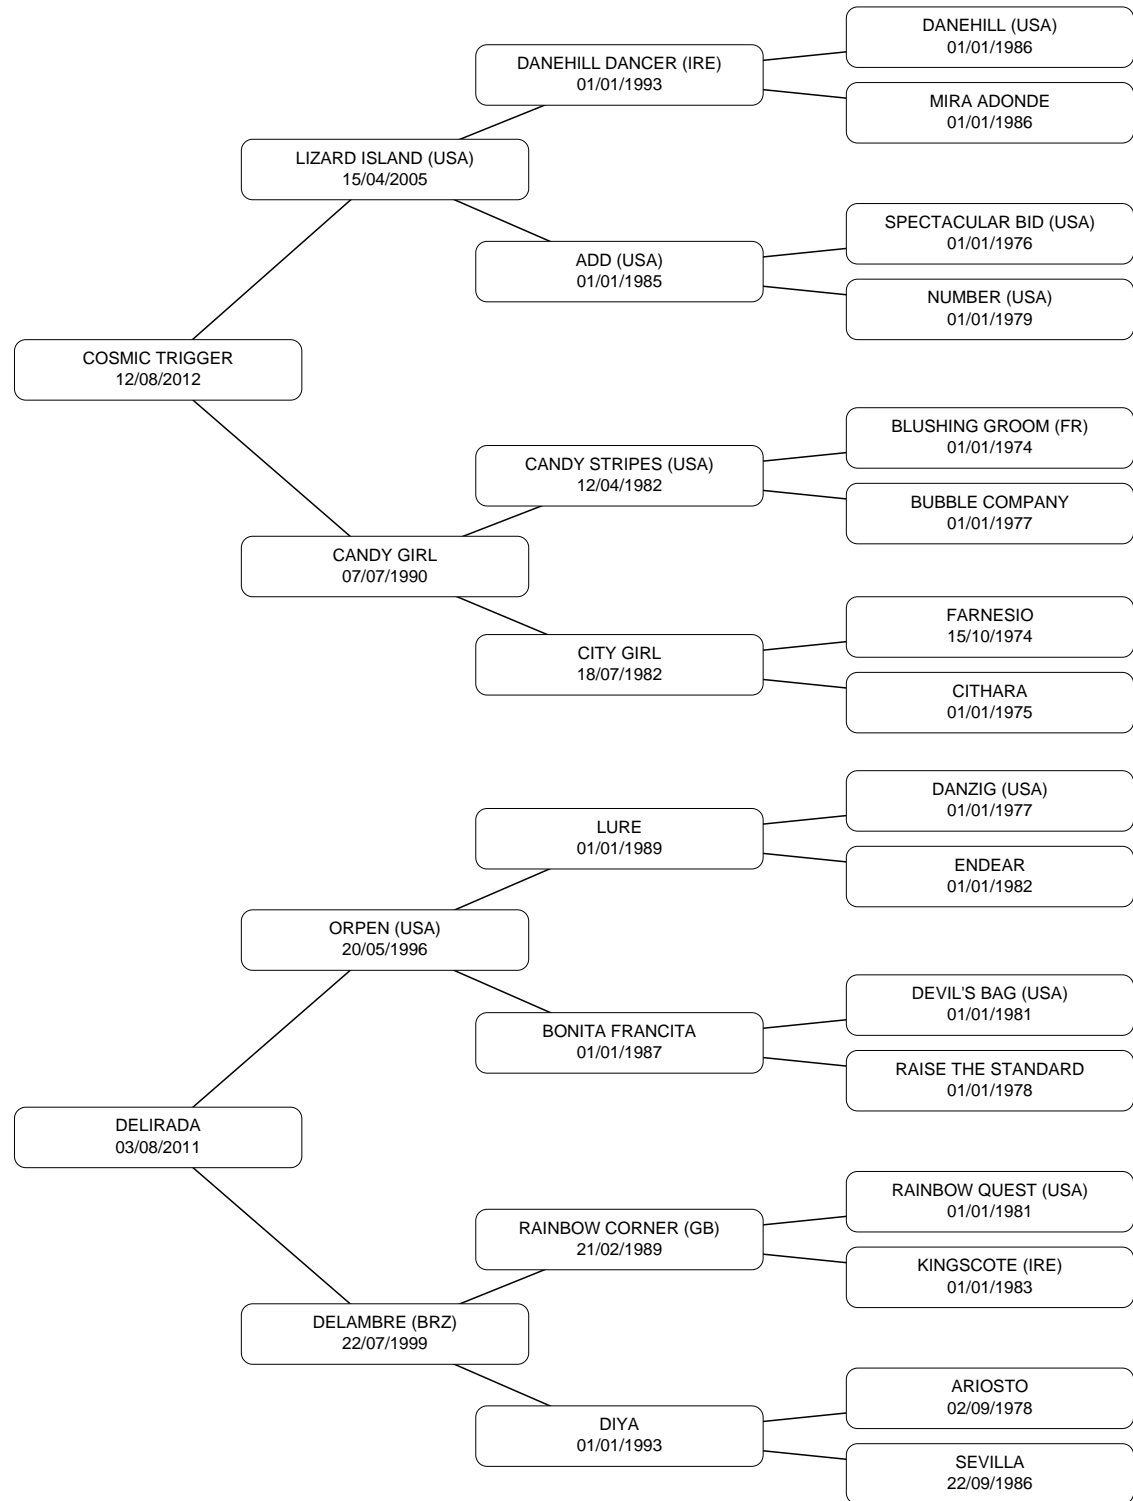 DANEHILL (USA)
01/01/1986
DANEHILL DANCER (IRE)
01/01/1993
MIRA ADONDE
01/01/1986
LIZARD ISLAND (USA)
15/04/2005
SPECTACULAR BID (USA)
01/01/1976
ADD (USA)
01/01/1985
NUMBER (USA)
01/01/1979
COSMIC TRIGGER
12/08/2012
BLUSHING GROOM (FR)
01/01/1974
CANDY STRIPES (USA)
12/04/1982
BUBBLE COMPANY
01/01/1977
CANDY GIRL
07/07/1990
FARNESIO
15/10/1974
CITY GIRL
18/07/1982
CITHARA
01/01/1975
DANZIG (USA)
01/01/1977
LURE
01/01/1989
ENDEAR
01/01/1982
ORPEN (USA)
20/05/1996
DEVIL'S BAG (USA)
01/01/1981
BONITA FRANCITA
01/01/1987
RAISE THE STANDARD
01/01/1978
DELIRADA
03/08/2011
RAINBOW QUEST (USA)
01/01/1981
RAINBOW CORNER (GB)
21/02/1989
KINGSCOTE (IRE)
01/01/1983
DELAMBRE (BRZ)
22/07/1999
ARIOSTO
02/09/1978
DIYA
01/01/1993
SEVILLA
22/09/1986